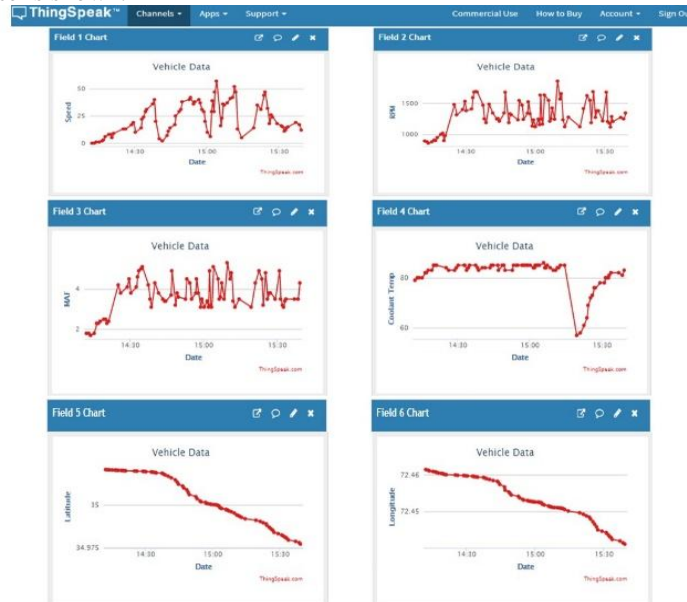 ThingSpeak™ Channels Apps Support Commercial Use How to Buy Account Sign Ou
Field 1 Chart
Vehicle Data
Speed
50
25
0
14:30 15:00 15:30
Date
ThingSpeak.com
Field 2 Chart
Vehicle Data
RPM
1500
1000
14:30 15:00 15:30
Date
ThingSpeak.com
Field 3 Chart
Vehicle Data
MAF
4
2
14:30 15:00 15:30
Date
ThingSpeak.com
Field 4 Chart
Vehicle Data
Coolant Temp
80
60
14:30 15:00 15:30
Date
ThingSpeak.com
Field 5 Chart
Vehicle Data
Latitude
15
34.975
14:30 15:00 15:30
Date
ThingSpeak.com
Field 6 Chart
Vehicle Data
Longitude
72.46
72.45
14:30 15:00 15:30
Date
ThingSpeak.com